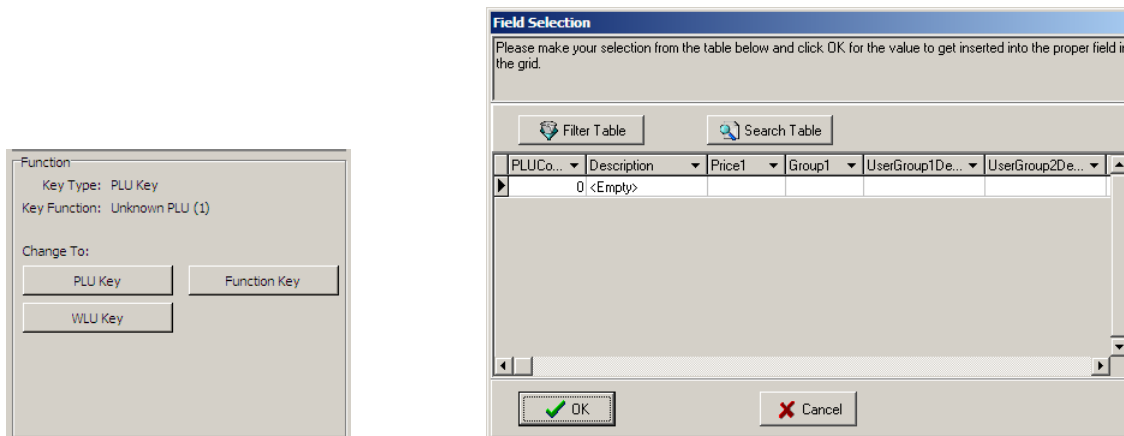 Function
Key Type: PLU Key
Key Function: Unknown PLU (1)
Change To:
PLU Key Function Key
WLU Key
Field Selection
Please make your selection from the table below and click OK for the value to get inserted into the proper field in
the grid.
Filter Table Search Table
PLUCo... Description Price1 Group1 UserGroup1De... UserGroup2De...
0 <Empty>
OK Cancel